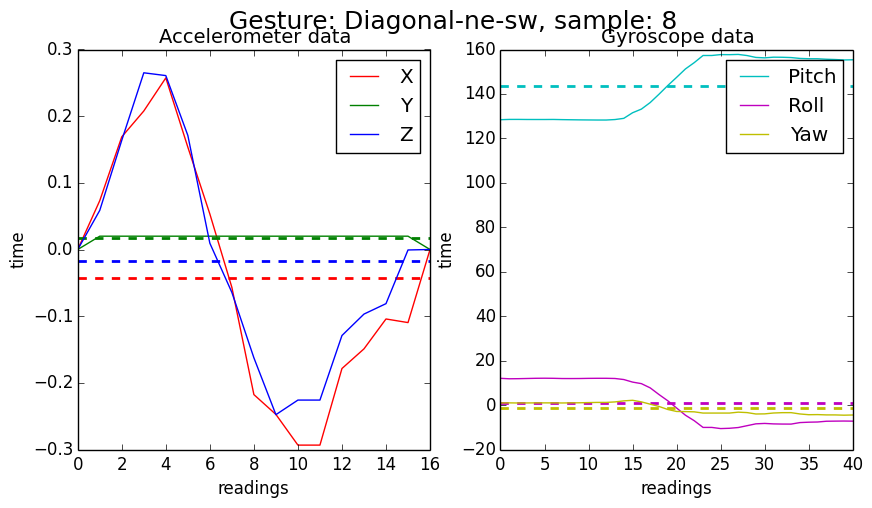 Gesture: Diagonal-ne-sw, sample: 8
Accelerometer data
0.3
0.2
0.1
0.0
−0.1
−0.2
−0.3
time
0 2 4 6 8 10 12 14 16
readings
X
Y
Z
Gyroscope data
160
140
120
100
80
60
40
20
0
−20
time
0 5 10 15 20 25 30 35 40
readings
Pitch
Roll
Yaw